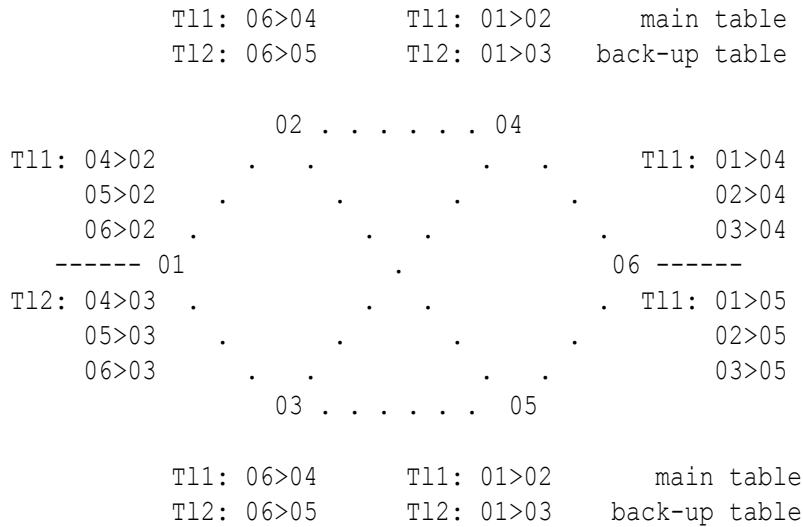 Tl1: 06>04 Tl1: 01>02 main table
Tl2: 06>05 Tl2: 01>03 back-up table
02 . . . . . . 04
Tl1: 04>02 . . . . Tl1: 01>04
05>02 . . . . 02>04
06>02 . . . . 03>04
------ 01 . 06 ------
Tl2: 04>03 . . . . Tl1: 01>05
05>03 . . . . 02>05
06>03 . . . . 03>05
03 . . . . . . 05
Tl1: 06>04 Tl1: 01>02 main table
Tl2: 06>05 Tl2: 01>03 back-up table